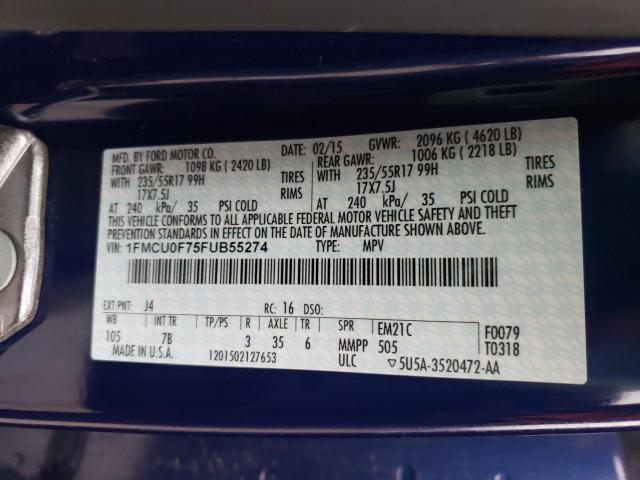 MFD. BY FORD MOTOR CO. DATE: 02/15 GVWR: 2096 KG ( 4620 LB)
FRONT GAWR: 1098 KG ( 2420 LB) REAR GAWR: 1006 KG ( 2218 LB)
WITH 235/55R17 99H TIRES WITH 235/55R17 99H TIRES
17X7.5J RIMS 17X7.5J RIMS
AT 240 kPa/ 35 PSI COLD AT 240 kPa/ 35 PSI COLD
THIS VEHICLE CONFORMS TO ALL APPLICABLE FEDERAL MOTOR VEHICLE SAFETY AND THEFT
PREVENTION STANDARDS IN EFFECT ON THE DATE OF MANUFACTURE SHOWN ABOVE.
VIN: 1FMCU0F75FUB55274 TYPE: MPV
EXT PNT: J4 RC: 16 DSO:
WB INT TR TP/PS R AXLE TR SPR EM21C F0079
105 7B 3 35 6 MMPP 505 T0318
MADE IN U.S.A. 1201502127653 ULC ▽5U5A-3520472-AA